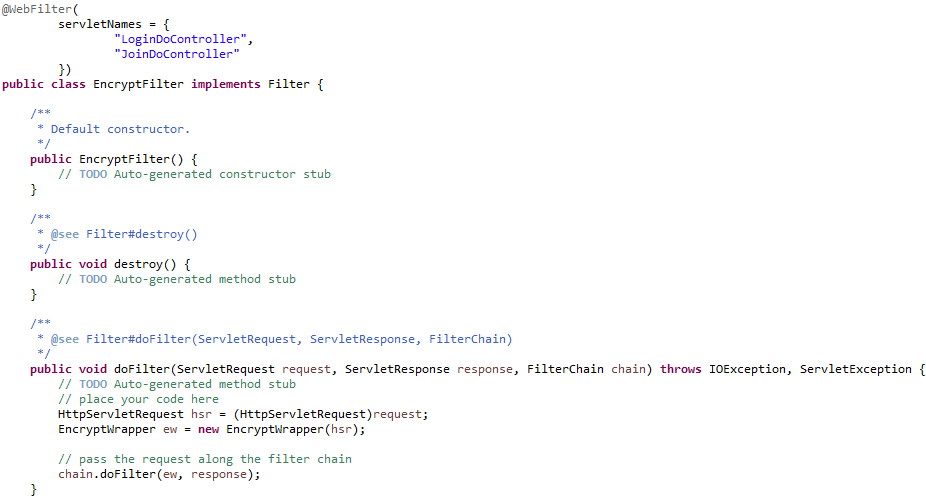 @WebFilter(
        servletNames = {
                "LoginDoController",
                "JoinDoController"
        })
public class EncryptFilter implements Filter {
    /**
     * Default constructor.
     */
    public EncryptFilter() {
        // TODO Auto-generated constructor stub
    }
    /**
     * @see Filter#destroy()
     */
    public void destroy() {
        // TODO Auto-generated method stub
    }
    /**
     * @see Filter#doFilter(ServletRequest, ServletResponse, FilterChain)
     */
    public void doFilter(ServletRequest request, ServletResponse response, FilterChain chain) throws IOException, ServletException {
        // TODO Auto-generated method stub
        // place your code here
        HttpServletRequest hsr = (HttpServletRequest)request;
        EncryptWrapper ew = new EncryptWrapper(hsr);
        // pass the request along the filter chain
        chain.doFilter(ew, response);
    }